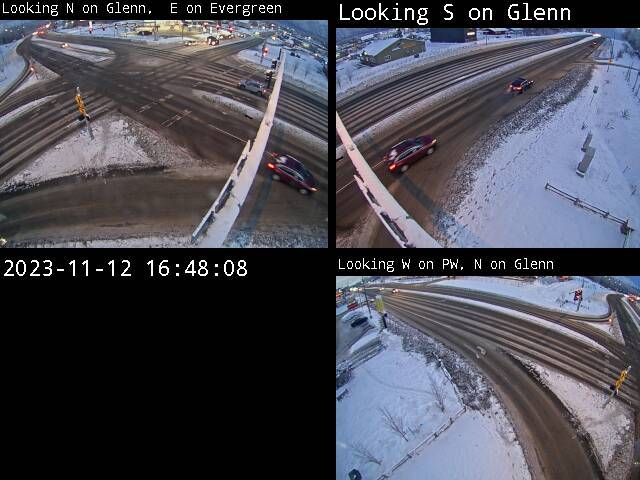 Looking N on Glenn,  E on Evergreen
Looking S on Glenn
2023-11-12 16:48:08
Looking W on PW, N on Glenn